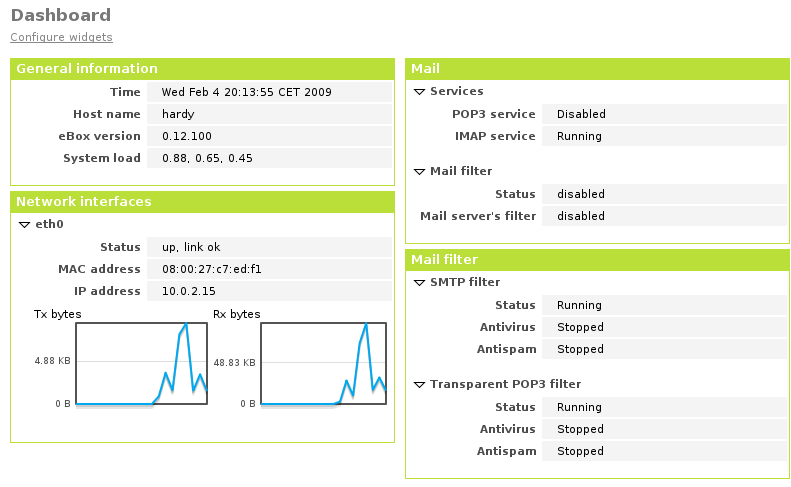 Dashboard
Configure widgets
General information
Time Wed Feb 4 20:13:55 CET 2009
Host name hardy
eBox version 0.12.100
System load 0.88, 0.65, 0.45
Network interfaces
eth0
Status up, link ok
MAC address 08:00:27:c7:ed:f1
IP address 10.0.2.15
Tx bytes Rx bytes
4.88 KB 48.83 KB
0 B 0 B
Mail
Services
POP3 service Disabled
IMAP service Running
Mail filter
Status disabled
Mail server's filter disabled
Mail filter
SMTP filter
Status Running
Antivirus Stopped
Antispam Stopped
Transparent POP3 filter
Status Running
Antivirus Stopped
Antispam Stopped